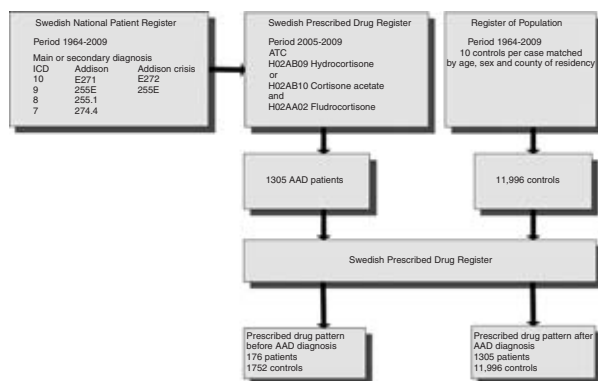 Swedish National Patient Register
Period 1964-2009
Main or secondary diagnosis
ICD Addison Addison crisis
10 E271 E272
9 255E 255E
8 255.1
7 274.4
Swedish Prescribed Drug Register
Period 2005-2009
ATC
H02AB09 Hydrocortisone
or
H02AB10 Cortisone acetate
and
H02AA02 Fludrocortisone
Register of Population
Period 1964-2009
10 controls per case matched
by age, sex and county of residency
1305 AAD patients
11,996 controls
Swedish Prescribed Drug Register
Prescribed drug pattern
before AAD diagnosis
176 patients
1752 controls
Prescribed drug pattern after
AAD diagnosis
1305 patients
11,996 controls